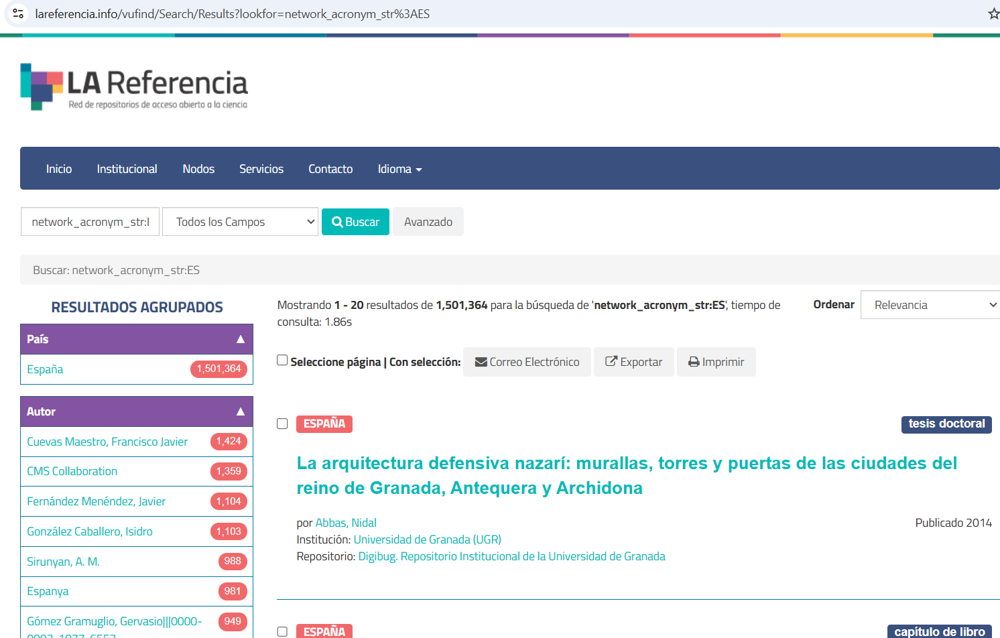 lareferencia.info/vufind/Search/Results?lookfor=network_acronym_str%3AES
LA Referencia
Red de repositorios de acceso abierto a la ciencia
Inicio Institucional Nodos Servicios Contacto Idioma
network_acronym_str: Todos los Campos Buscar Avanzado
Buscar: network_acronym_str:ES
RESULTADOS AGRUPADOS
País
España 1,501,364
Autor
Cuevas Maestro, Francisco Javier 1,424
CMS Collaboration 1,359
Fernández Menéndez, Javier 1,104
González Caballero, Isidro 1,103
Sirunyan, A. M. 988
Espanya 981
Gómez Gramuglio, Gervasio|||0000- 949
Mostrando 1 - 20 resultados de 1,501,364 para la búsqueda de 'network_acronym_str:ES', tiempo de
consulta: 1.86s
Ordenar Relevancia
Seleccione página | Con selección: Correo Electrónico Exportar Imprimir
ESPAÑA tesis doctoral
La arquitectura defensiva nazarí: murallas, torres y puertas de las ciudades del
reino de Granada, Antequera y Archidona
por Abbas, Nidal Publicado 2014
Institución: Universidad de Granada (UGR)
Repositorio: Digibug. Repositorio Institucional de la Universidad de Granada
ESPAÑA capítulo de libro